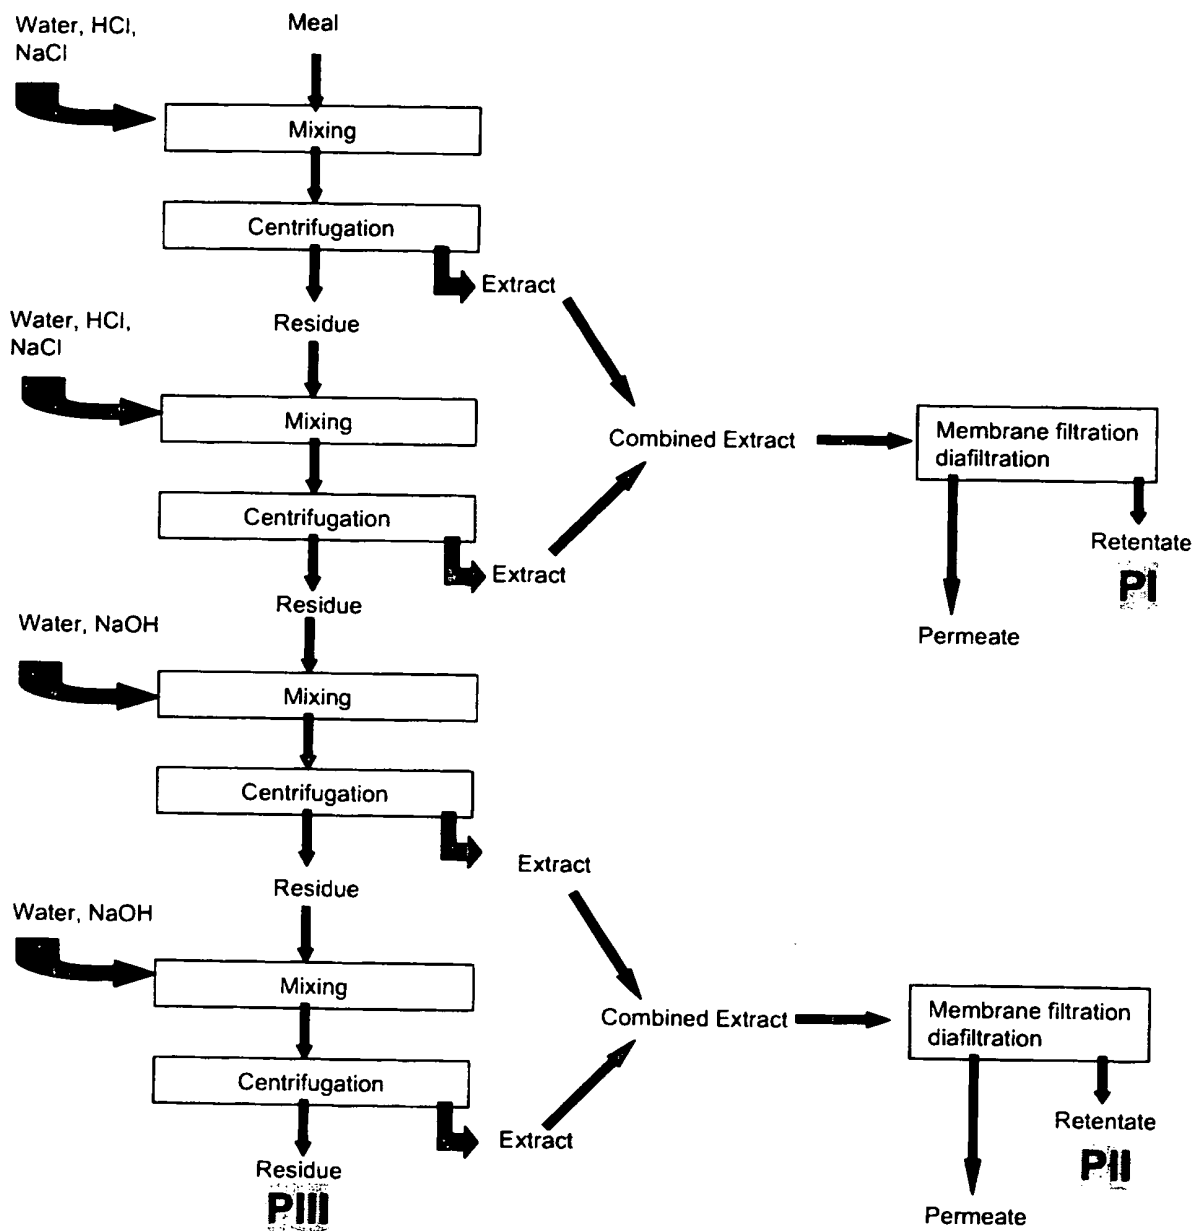 Water, HCl,
NaCl
Meal
Mixing
Centrifugation
Extract
Residue
Water, HCl,
NaCl
Mixing
Combined Extract
Membrane filtration
diafiltration
Centrifugation
Extract
Retentate
PI
Residue
Permeate
Water, NaOH
Mixing
Centrifugation
Extract
Residue
Water, NaOH
Mixing
Combined Extract
Membrane filtration
diafiltration
Centrifugation
Extract
Retentate
PII
Residue
PIII
Permeate